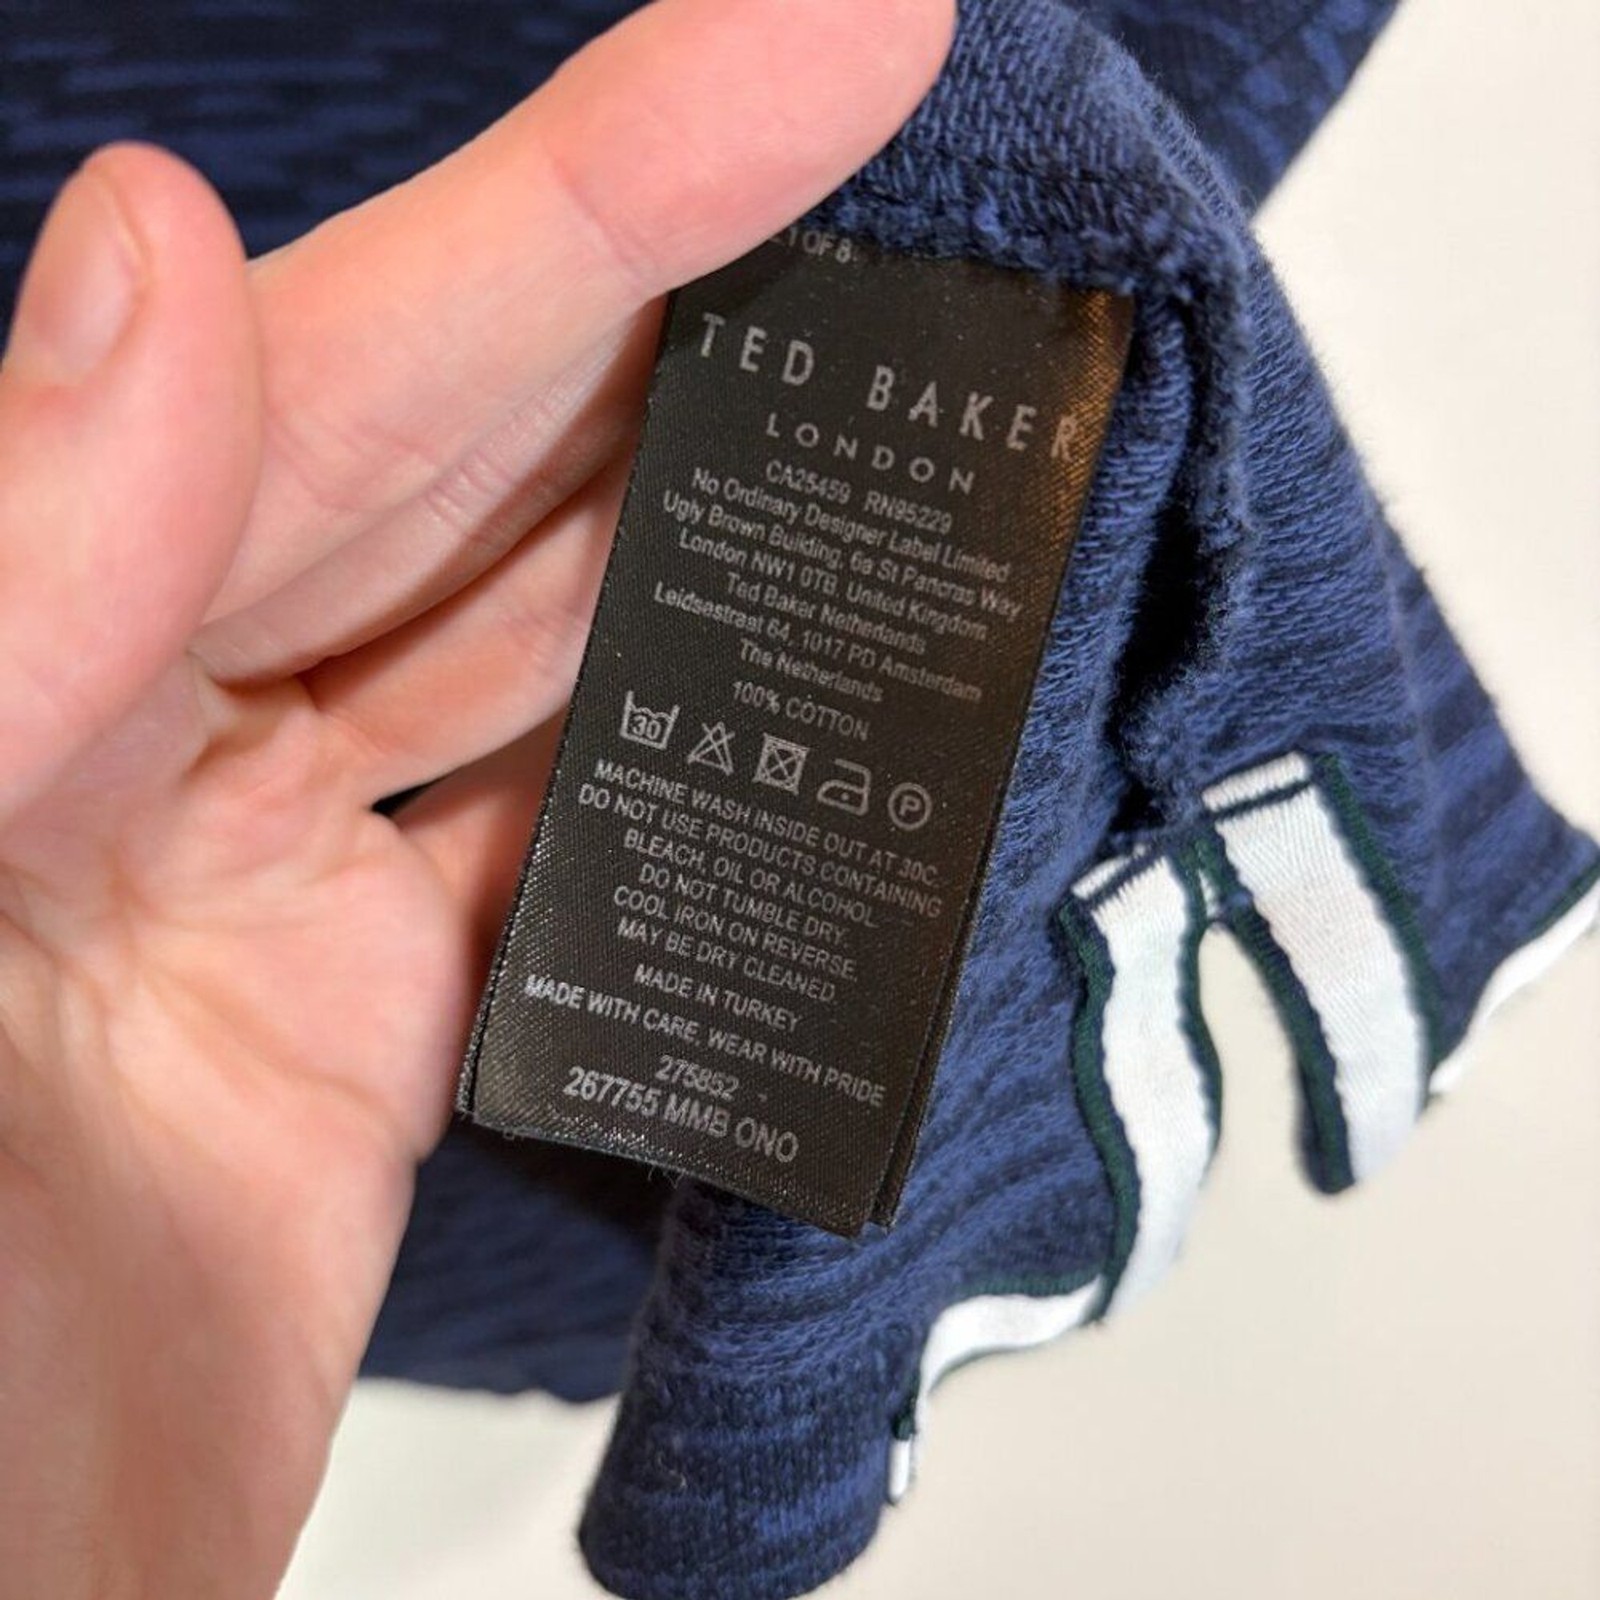 1 OF 8
TED BAKER
LONDON
CA25459 RN95229
No Ordinary Designer Label Limited
Ugly Brown Building, 6a St Pancras Way
London NW1 0TB, United Kingdom
Ted Baker Netherlands
Leidsestraat 64, 1017 PD Amsterdam
The Netherlands
100% COTTON
30
P
MACHINE WASH INSIDE OUT AT 30C.
DO NOT USE PRODUCTS CONTAINING
BLEACH, OIL OR ALCOHOL
DO NOT TUMBLE DRY.
COOL IRON ON REVERSE.
MAY BE DRY CLEANED.
MADE IN TURKEY
MADE WITH CARE, WEAR WITH PRIDE
275852
267755 MMB ONO